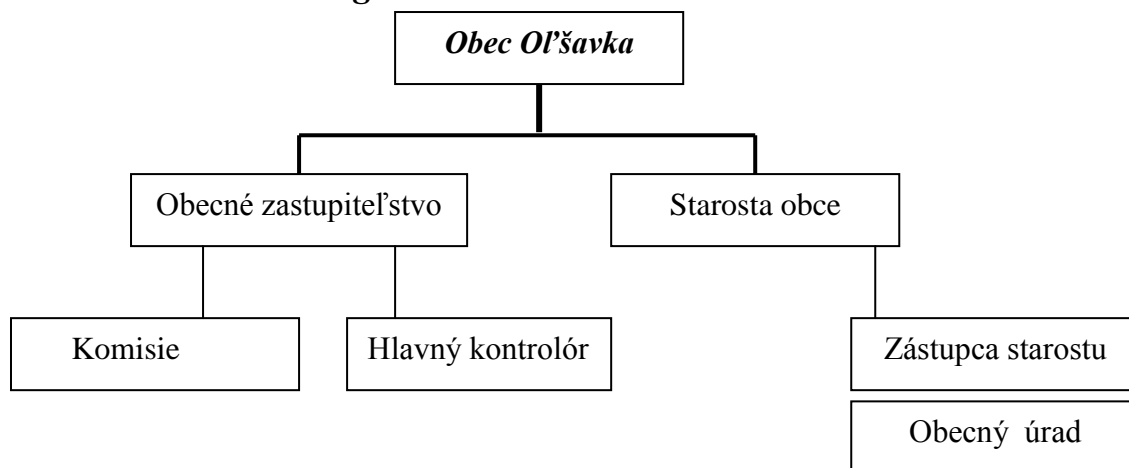 Obec Oľšavka
Obecné zastupiteľstvo
Starosta obce
Komisie
Hlavný kontrolór
Zástupca starostu
Obecný úrad